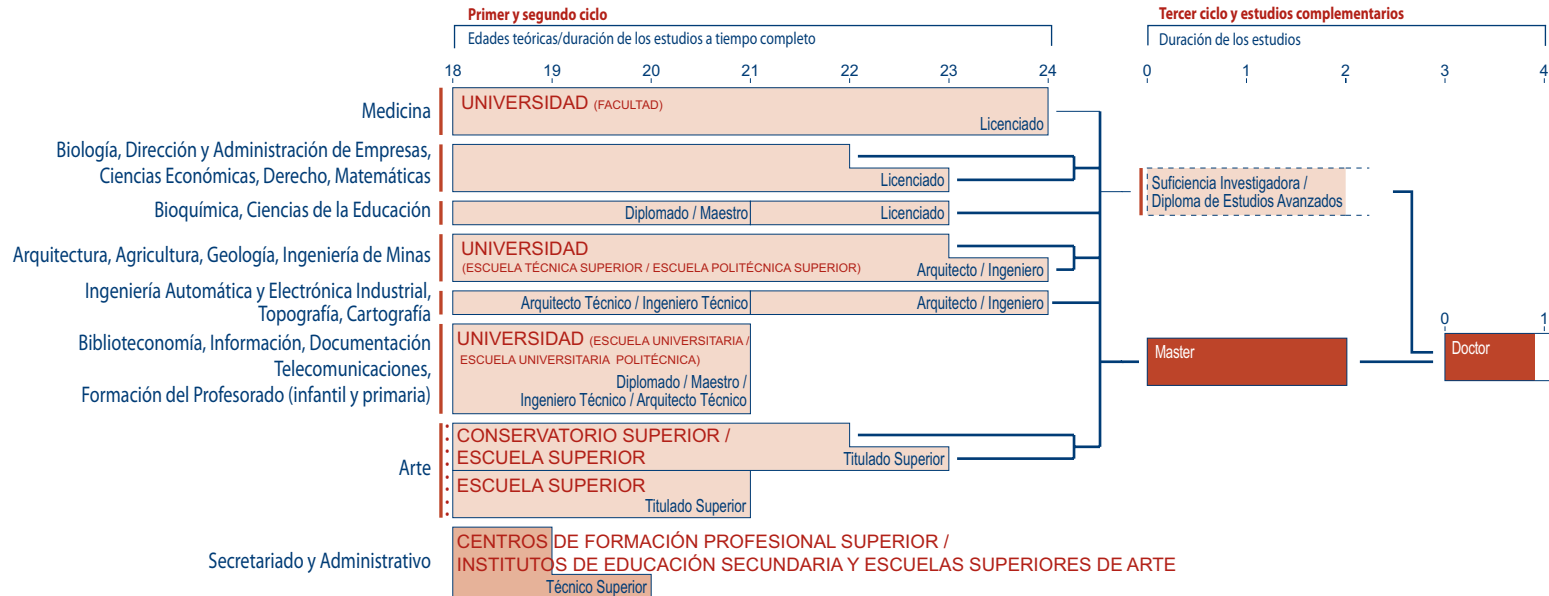 Primer y segundo ciclo
Edades teóricas/duración de los estudios a tiempo completo
18 19 20 21 22 23 24
Tercer ciclo y estudios complementarios
Duración de los estudios
0 1 2 3 4
Medicina
UNIVERSIDAD (FACULTAD)
Licenciado
Biología, Dirección y Administración de Empresas,
Ciencias Económicas, Derecho, Matemáticas
Licenciado
Suficiencia Investigadora /
Diploma de Estudios Avanzados
Bioquímica, Ciencias de la Educación
Diplomado / Maestro
Licenciado
Arquitectura, Agricultura, Geología, Ingeniería de Minas
UNIVERSIDAD
(ESCUELA TÉCNICA SUPERIOR / ESCUELA POLITÉCNICA SUPERIOR)
Arquitecto / Ingeniero
Ingeniería Automática y Electrónica Industrial,
Topografía, Cartografía
Arquitecto Técnico / Ingeniero Técnico
Arquitecto / Ingeniero
Biblioteconomía, Información, Documentación
Telecomunicaciones,
Formación del Profesorado (infantil y primaria)
UNIVERSIDAD (ESCUELA UNIVERSITARIA /
ESCUELA UNIVERSITARIA POLITÉCNICA)
Diplomado / Maestro /
Ingeniero Técnico / Arquitecto Técnico
Master
0 1
Doctor
Arte
CONSERVATORIO SUPERIOR /
ESCUELA SUPERIOR
Titulado Superior
ESCUELA SUPERIOR
Titulado Superior
Secretariado y Administrativo
CENTROS DE FORMACIÓN PROFESIONAL SUPERIOR /
INSTITUTOS DE EDUCACIÓN SECUNDARIA Y ESCUELAS SUPERIORES DE ARTE
Técnico Superior